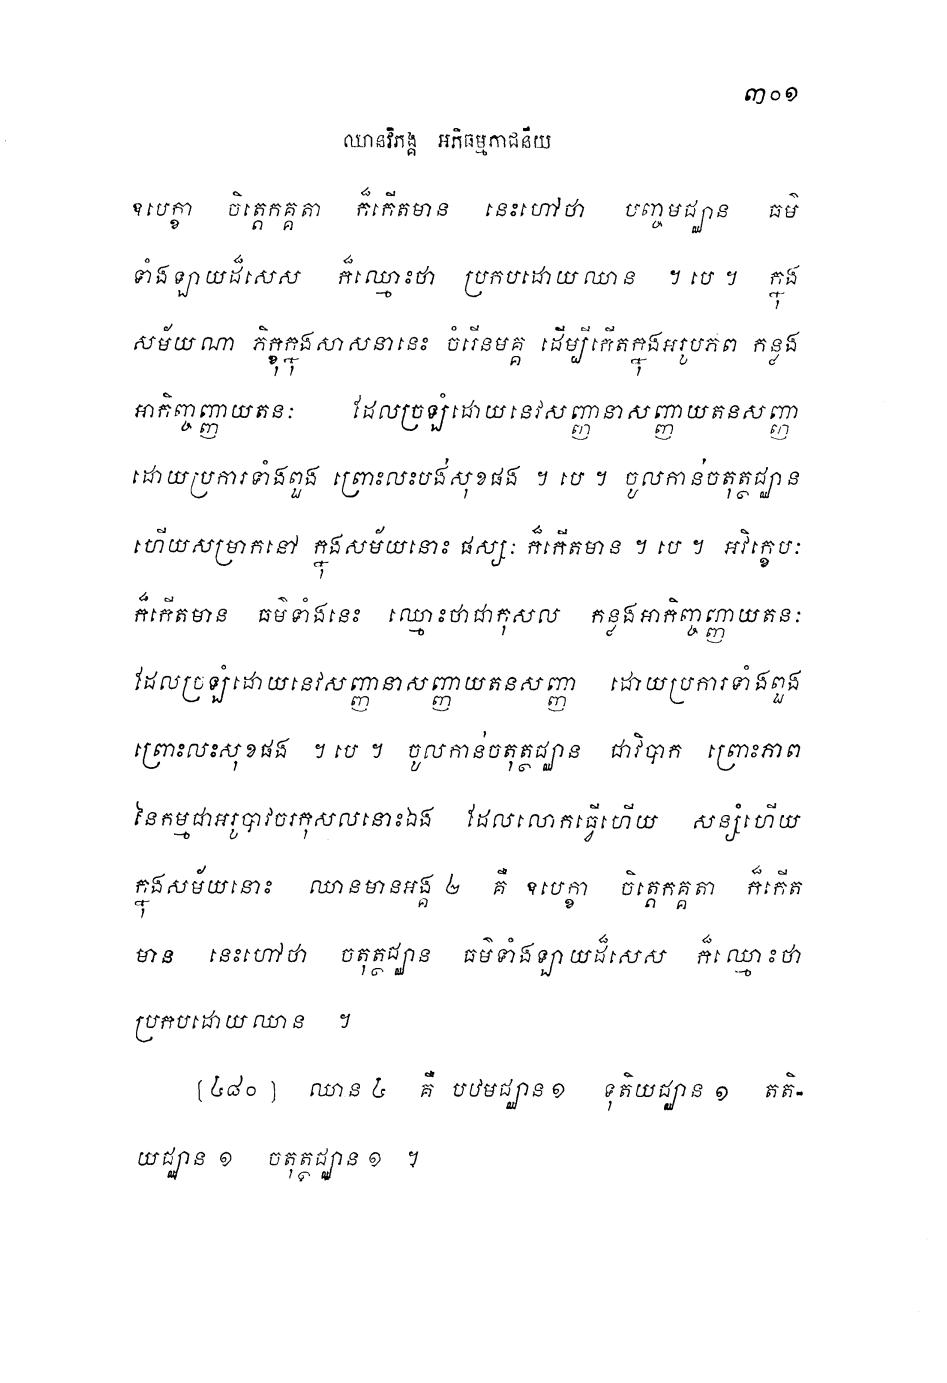 ៣០១
ឈានវិភង្គ អភិធម្មភាជនីយ
ឧបេក្ខា ចិត្តេកគ្គតា ក៏កើតមាន នេះហៅថា បញ្ចមជ្ឈាន ធម៌
ទាំងឡាយដ៏សេស ក៏ឈ្មោះថា ប្រកបដោយឈាន ។ បេ ។ ក្នុង
សម័យណា ភិក្ខុក្នុងសាសនានេះ ចំរើនមគ្គ ដើម្បីកើតក្នុងអរូបភព កន្លង
អាកិញ្ចញ្ញាយតនៈ ដែលច្រឡំដោយនេវសញ្ញានាសញ្ញាយតនសញ្ញា
ដោយប្រការទាំងពួង ព្រោះលះបង់សុខផង ។ បេ ។ ចូលកាន់ចតុត្ថជ្ឈាន
ហើយសម្រាកនៅ ក្នុងសម័យនោះ ផស្សៈ ក៏កើតមាន ។ បេ ។ អវិក្ខេបៈ
ក៏កើតមាន ធម៌ទាំងនេះ ឈ្មោះថាជាកុសល កន្លងអាកិញ្ចញ្ញាយតនៈ
ដែលច្រឡំដោយនេវសញ្ញានាសញ្ញាយតនសញ្ញា ដោយប្រការទាំងពួង
ព្រោះលះសុខផង ។ បេ ។ ចូលកាន់ចតុត្ថជ្ឈាន ជាវិបាក ព្រោះភាព
នៃកម្មជាអរូបាវចរកុសលនោះឯង ដែលលោកធ្វើហើយ សន្សំហើយ
ក្នុងសម័យនោះ ឈានមានអង្គ ២ គឺ ឧបេក្ខា ចិត្តេកគ្គតា ក៏កើត
មាន នេះហៅថា ចតុត្ថជ្ឈាន ធម៌ទាំងឡាយដ៏សេស ក៏ឈ្មោះថា
ប្រកបដោយឈាន ។
[៤៨០] ឈាន ៤ គឺ បឋមជ្ឈាន ១ ទុតិយជ្ឈាន ១ តតិ-
យជ្ឈាន ១ ចតុត្ថជ្ឈាន ១ ។